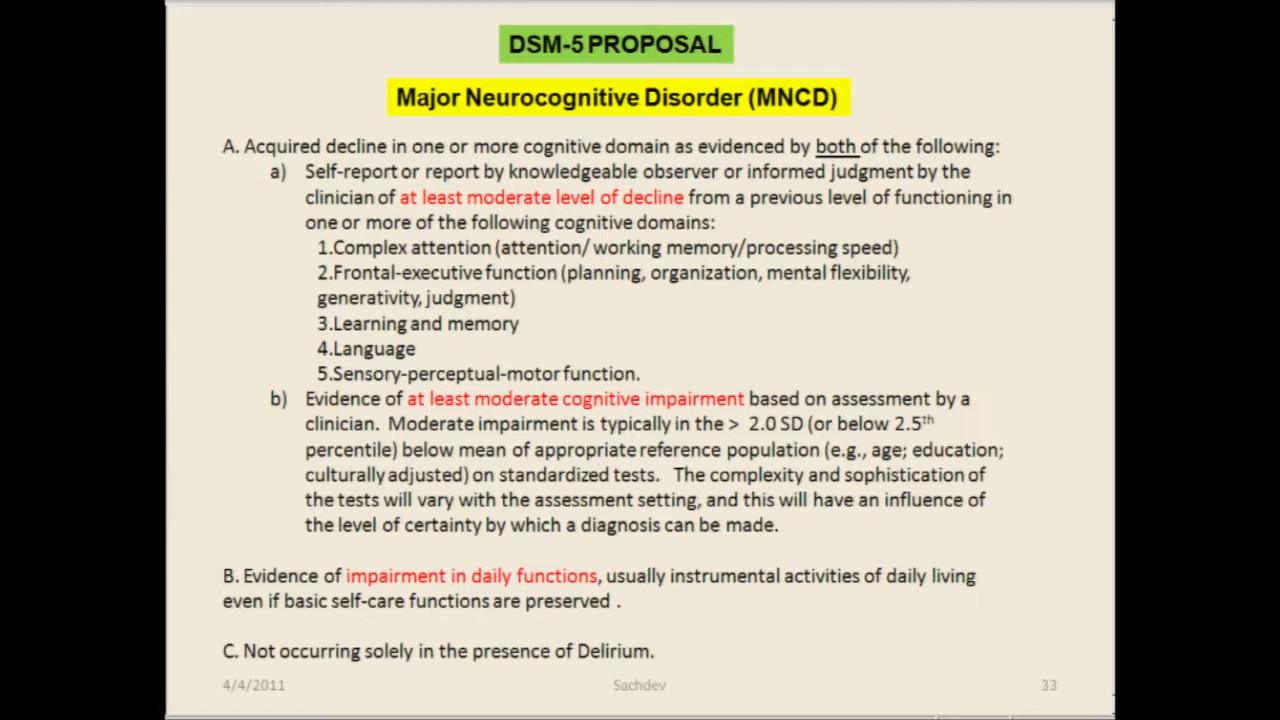 DSM-5 PROPOSAL
Major Neurocognitive Disorder (MNCD)
A. Acquired decline in one or more cognitive domain as evidenced by both of the following:
a) Self-report or report by knowledgeable observer or informed judgment by the
clinician of at least moderate level of decline from a previous level of functioning in
one or more of the following cognitive domains:
1.Complex attention (attention/ working memory/processing speed)
2.Frontal-executive function (planning, organization, mental flexibility,
generativity, judgment)
3.Learning and memory
4.Language
5.Sensory-perceptual-motor function.
b) Evidence of at least moderate cognitive impairment based on assessment by a
clinician. Moderate impairment is typically in the > 2.0 SD (or below 2.5th
percentile) below mean of appropriate reference population (e.g., age; education;
culturally adjusted) on standardized tests. The complexity and sophistication of
the tests will vary with the assessment setting, and this will have an influence of
the level of certainty by which a diagnosis can be made.
B. Evidence of impairment in daily functions, usually instrumental activities of daily living
even if basic self-care functions are preserved .
C. Not occurring solely in the presence of Delirium.
4/4/2011 Sachdev 33